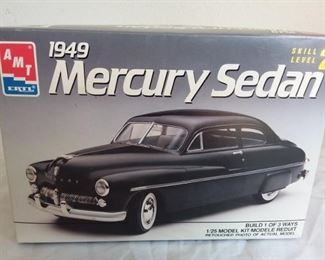 AMT
ERTL
1949
Mercury Sedan
SKILL
LEVEL 2
BUILD 1 OF 3 WAYS
1/25 MODEL KIT MODELE REDUIT
RETOUCHED PHOTO OF ACTUAL MODEL